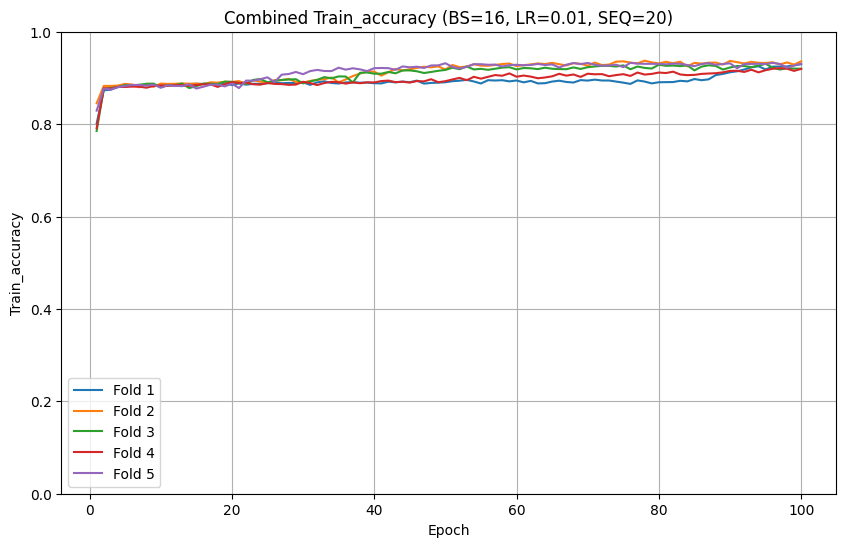 Combined Train_accuracy (BS=16, LR=0.01, SEQ=20)
Train_accuracy
1.0
0.8
0.6
0.4
0.2
0.0
Fold 1
Fold 2
Fold 3
Fold 4
Fold 5
0 20 40 60 80 100
Epoch